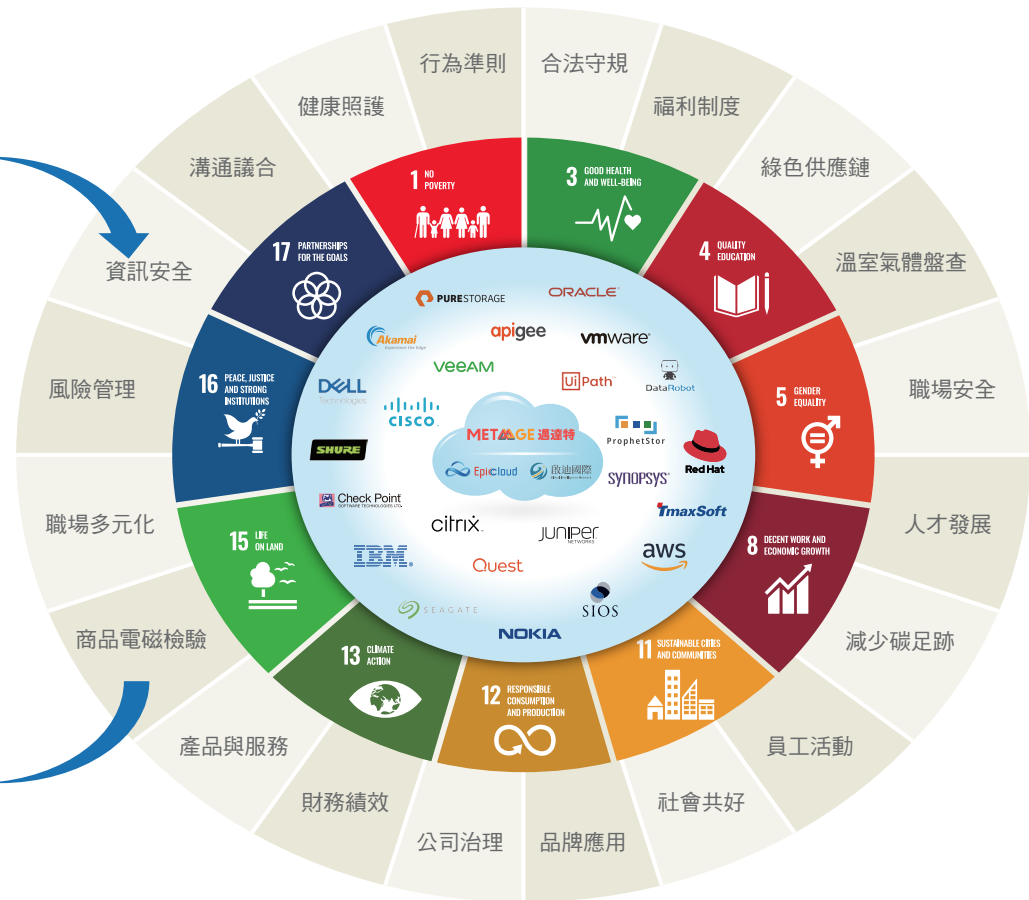 行為準則
合法守規
福利制度
綠色供應鏈
溫室氣體盤查
職場安全
人才發展
減少碳足跡
員工活動
社會共好
品牌應用
公司治理
財務績效
產品與服務
商品電磁檢驗
職場多元化
風險管理
資訊安全
溝通議合
健康照護
1 NO
POVERTY
3 GOOD HEALTH
AND WELL-BEING
4 QUALITY
EDUCATION
5 GENDER
EQUALITY
8 DECENT WORK AND
ECONOMIC GROWTH
11 SUSTAINABLE CITIES
AND COMMUNITIES
12 RESPONSIBLE
CONSUMPTION
AND PRODUCTION
13 CLIMATE
ACTION
15 LIFE
ON LAND
16 PEACE, JUSTICE
AND STRONG
INSTITUTIONS
17 PARTNERSHIPS
FOR THE GOALS
PURESTORAGE
ORACLE
Akamai
Experience the Edge
apigee
vmware
veeAM
UiPath
DataRobot
DELL
Technologies
CISCO
METAAGE 邁達特
Epicloud
啟迪國際
ProphetStor
Red Hat
SHURE
SYNOPSYS
Check Point
SOFTWARE TECHNOLOGIES LTD.
citrix
JUNIPER
NETWORKS
TmaxSoft
IBM
Quest
aws
SEAGATE
SIOS
NOKIA